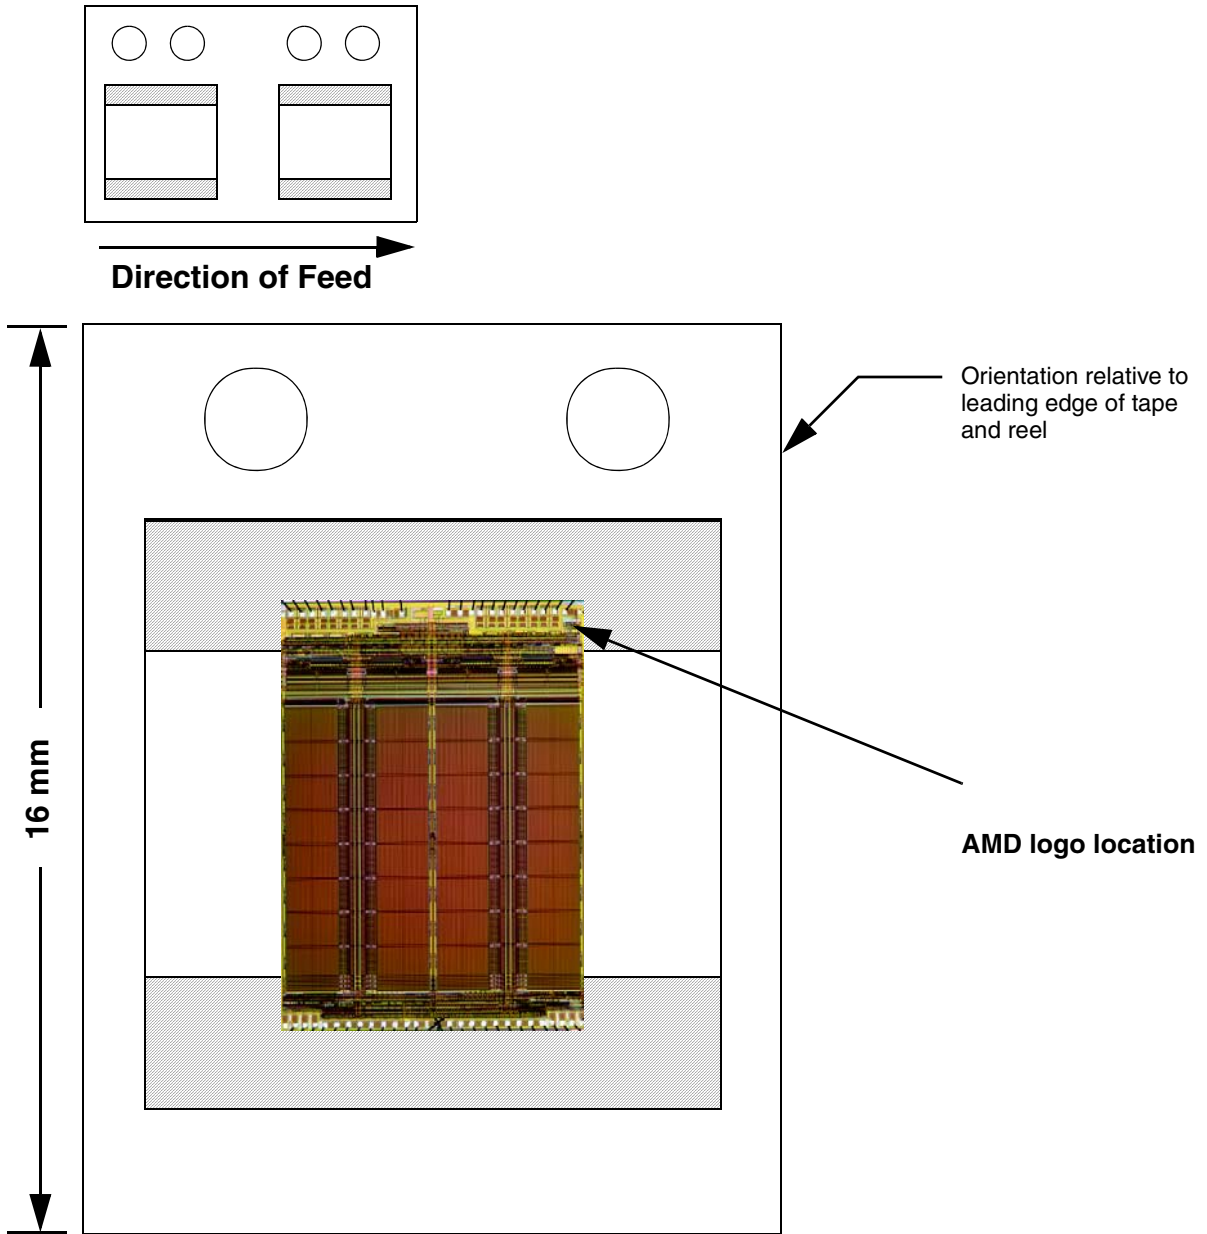 Direction of Feed
Orientation relative to
leading edge of tape
and reel
16 mm
AMD logo location